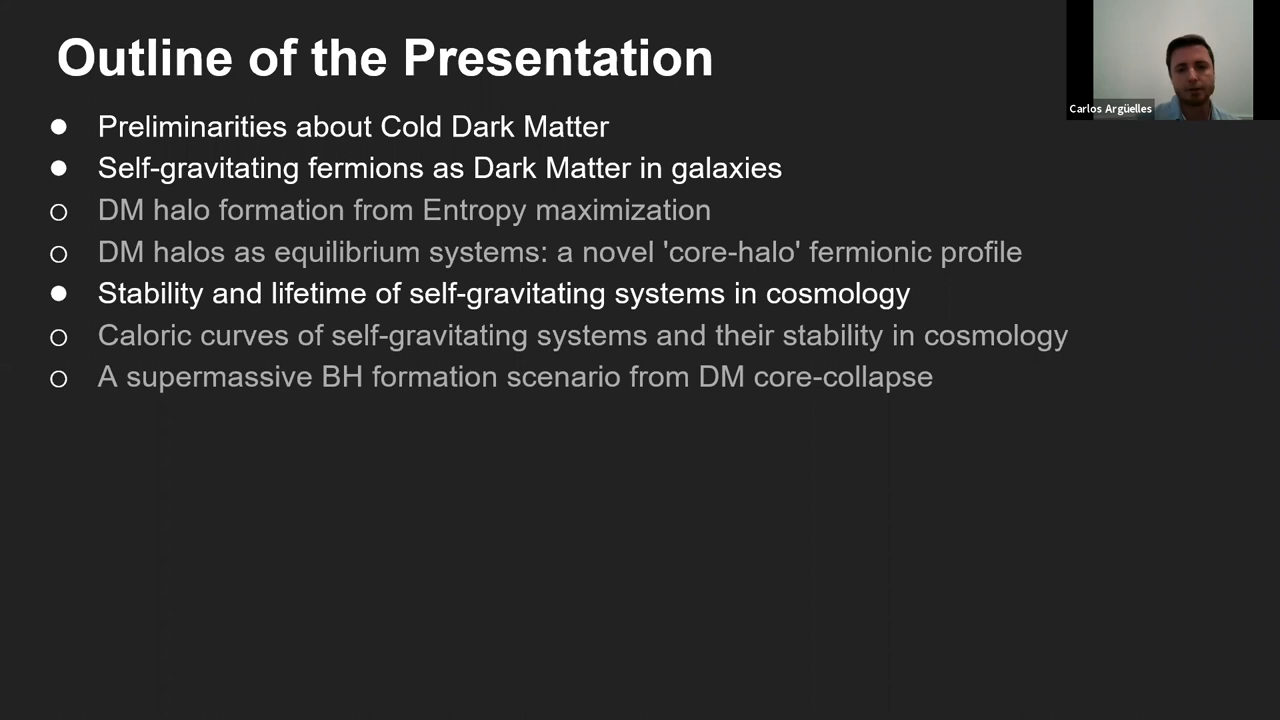 Outline of the Presentation
Carlos Argüelles
● Preliminarities about Cold Dark Matter
● Self-gravitating fermions as Dark Matter in galaxies
○ DM halo formation from Entropy maximization
○ DM halos as equilibrium systems: a novel 'core-halo' fermionic profile
● Stability and lifetime of self-gravitating systems in cosmology
○ Caloric curves of self-gravitating systems and their stability in cosmology
○ A supermassive BH formation scenario from DM core-collapse